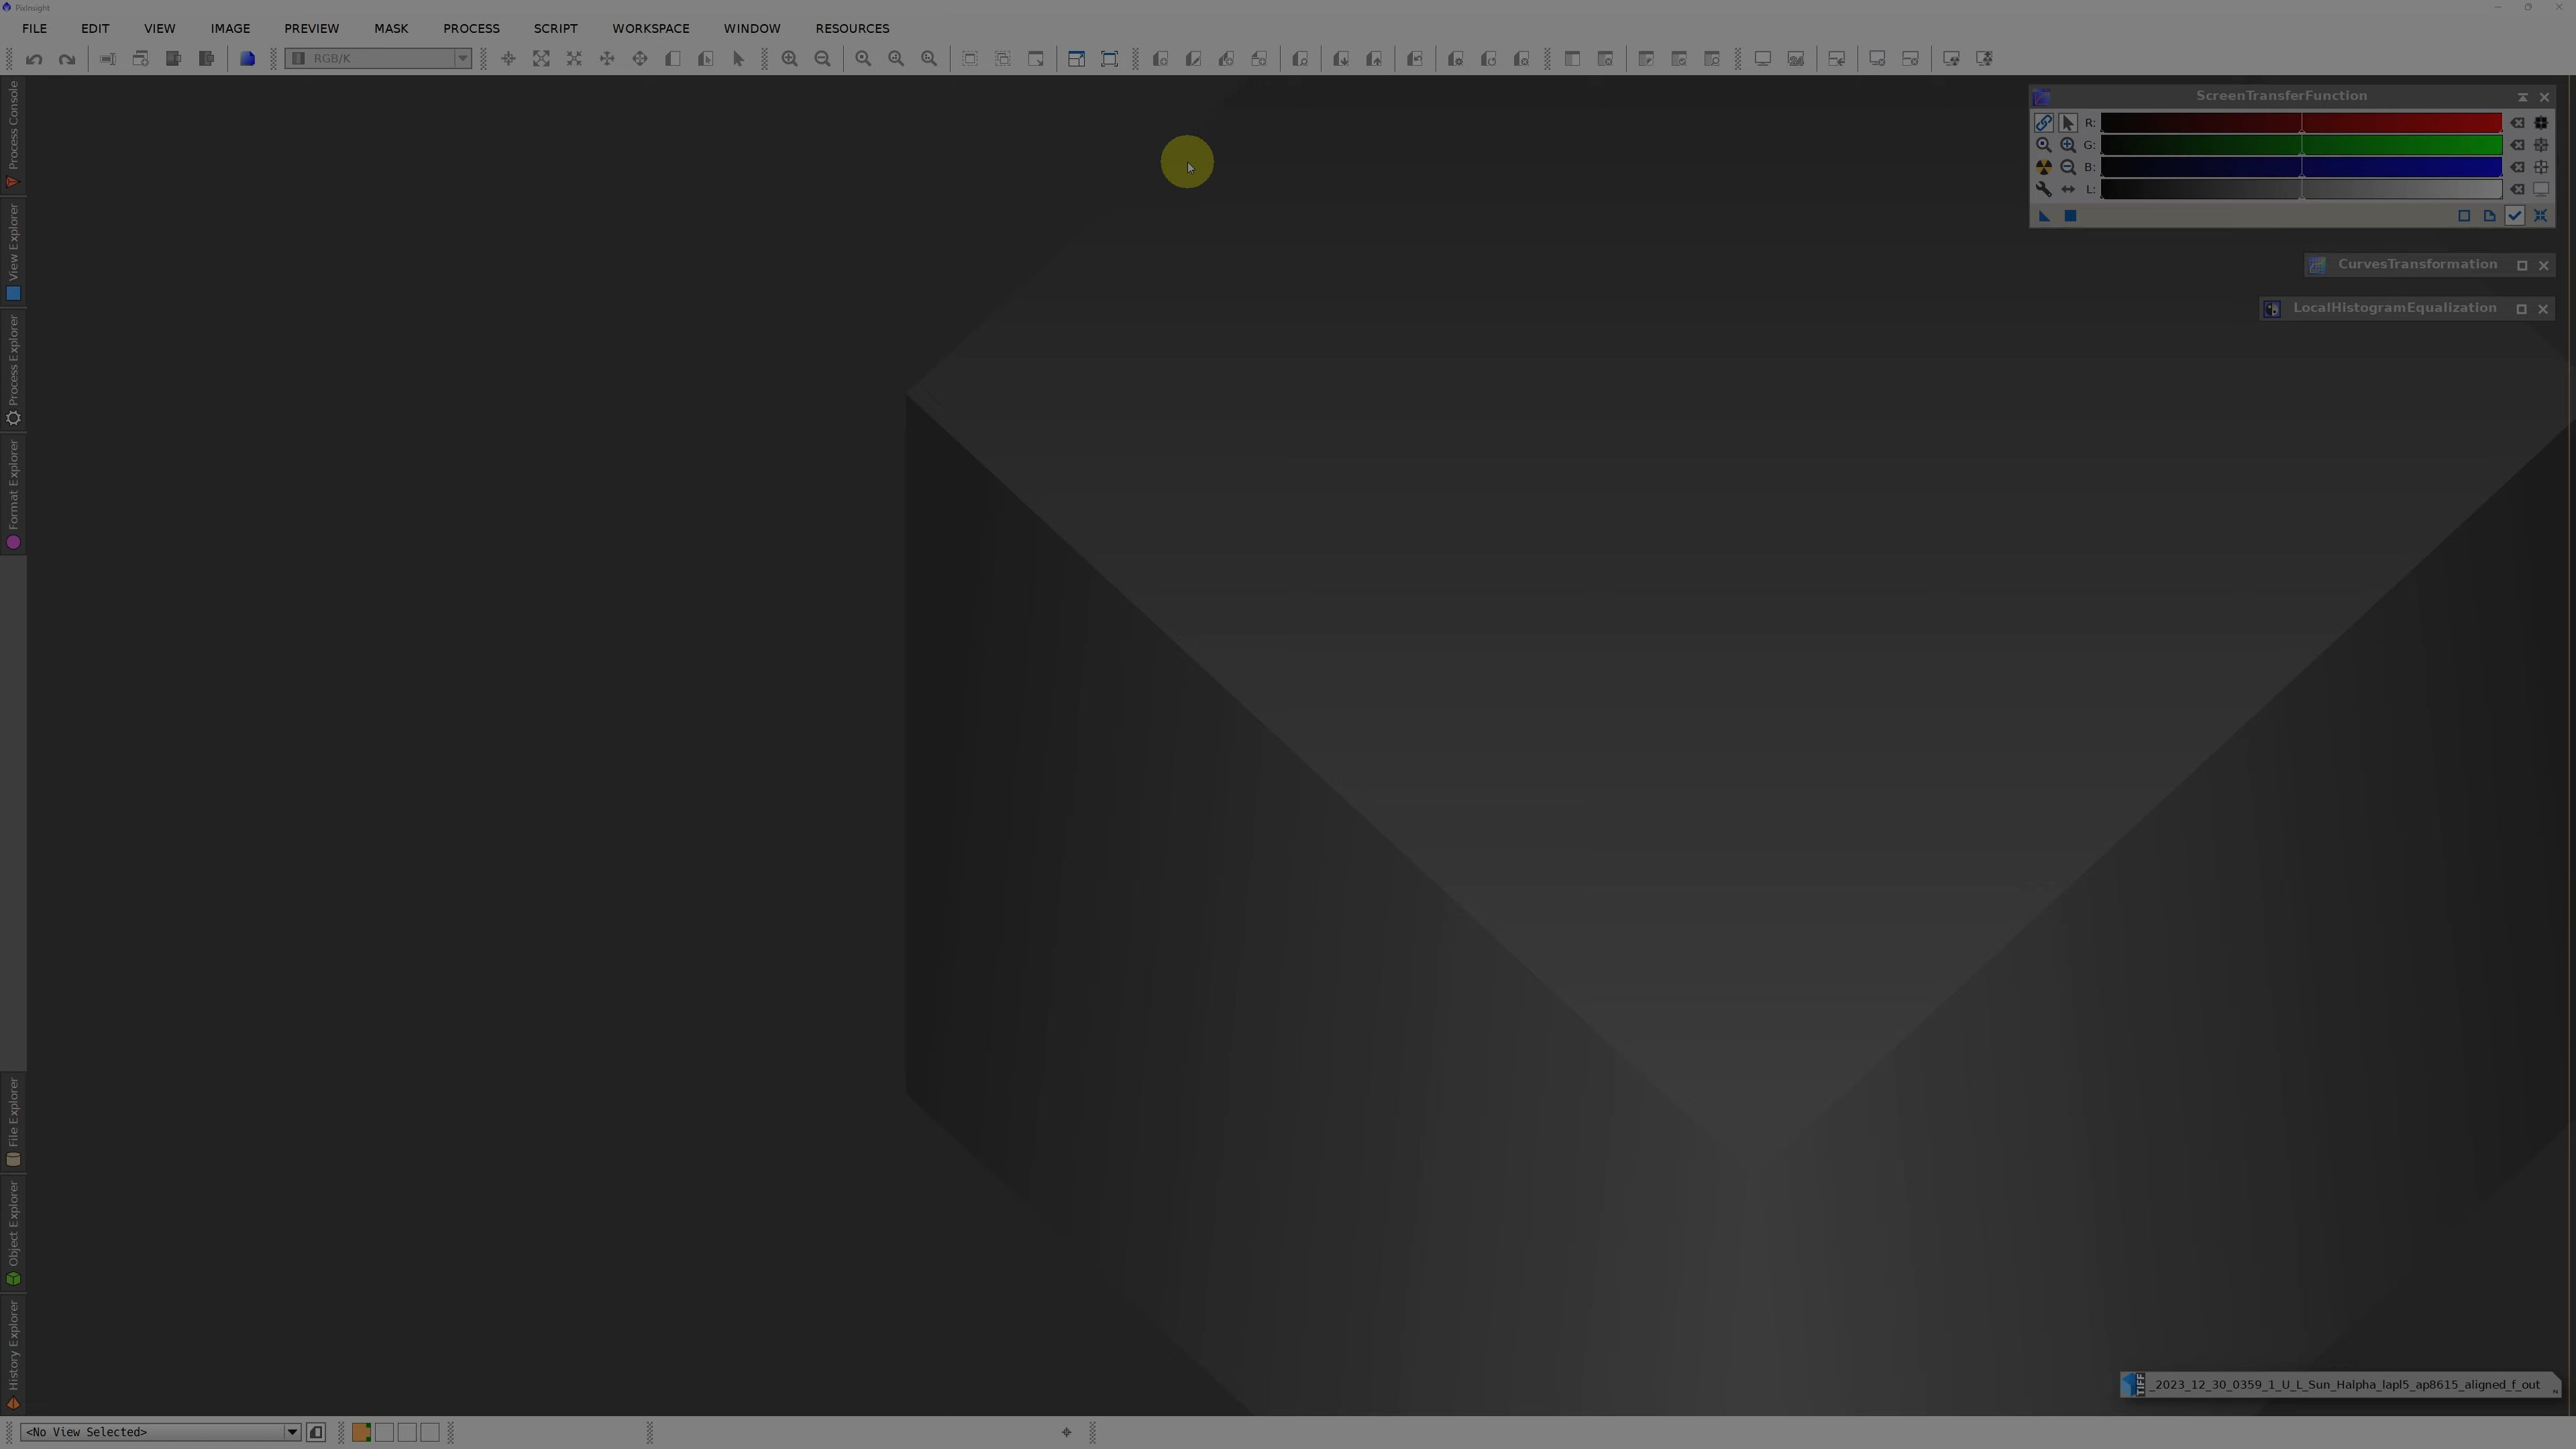 PixInsight
FILE EDIT VIEW IMAGE PREVIEW MASK PROCESS SCRIPT WORKSPACE WINDOW RESOURCES
RGB/K
Process Console
View Explorer
Process Explorer
Format Explorer
File Explorer
Object Explorer
History Explorer
ScreenTransferFunction
R:
G:
B:
L:
CurvesTransformation
LocalHistogramEqualization
TIFF
_2023_12_30_0359_1_U_L_Sun_Halpha_lapl5_ap8615_aligned_f_out
<No View Selected>